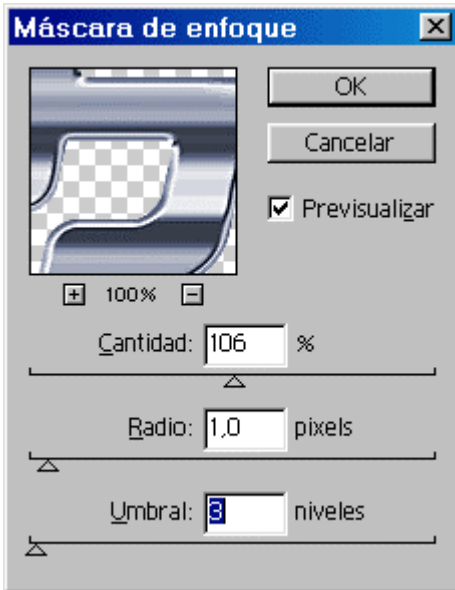 Máscara de enfoque
OK
Cancelar
Previsualizar
+ 100% -
Cantidad: 106 %
Radio: 1,0 pixels
Umbral: 3 niveles